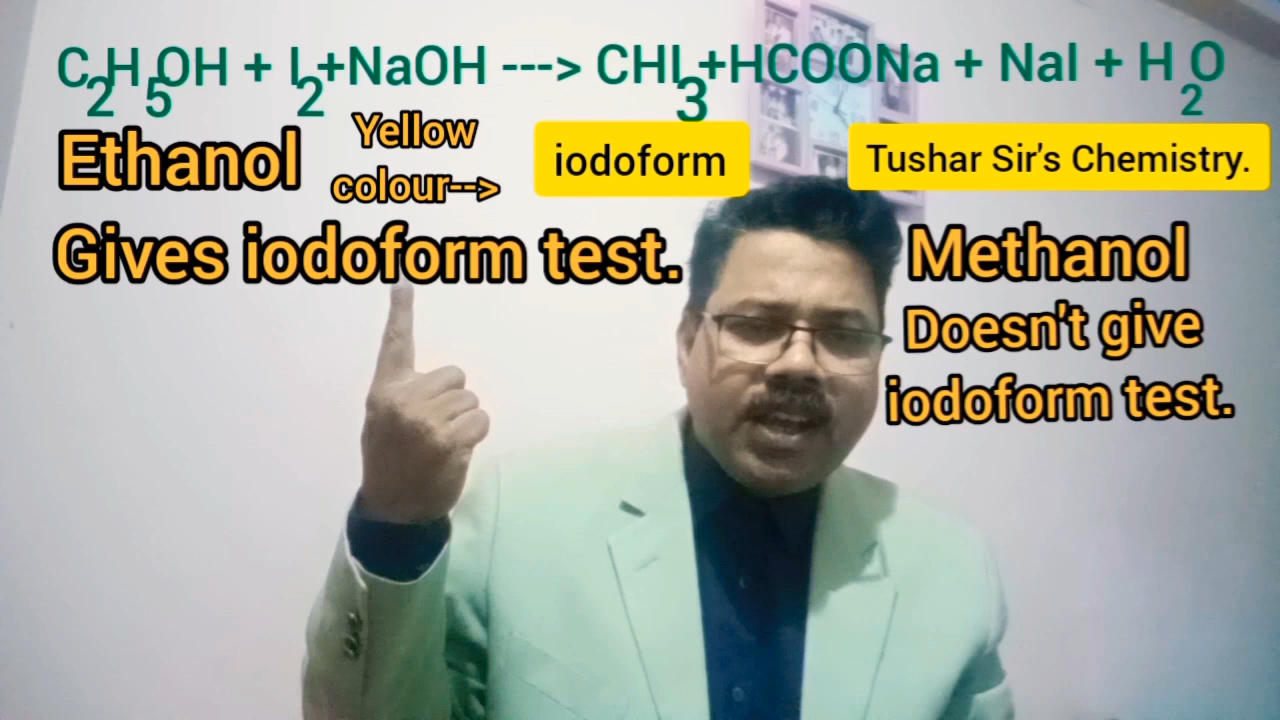 C2H5OH + I2+NaOH ---> CHI3+HCOONa + NaI + H2O
Ethanol
Yellow
colour-->
iodoform
Tushar Sir's Chemistry.
Gives iodoform test.
Methanol
Doesn't give
iodoform test.